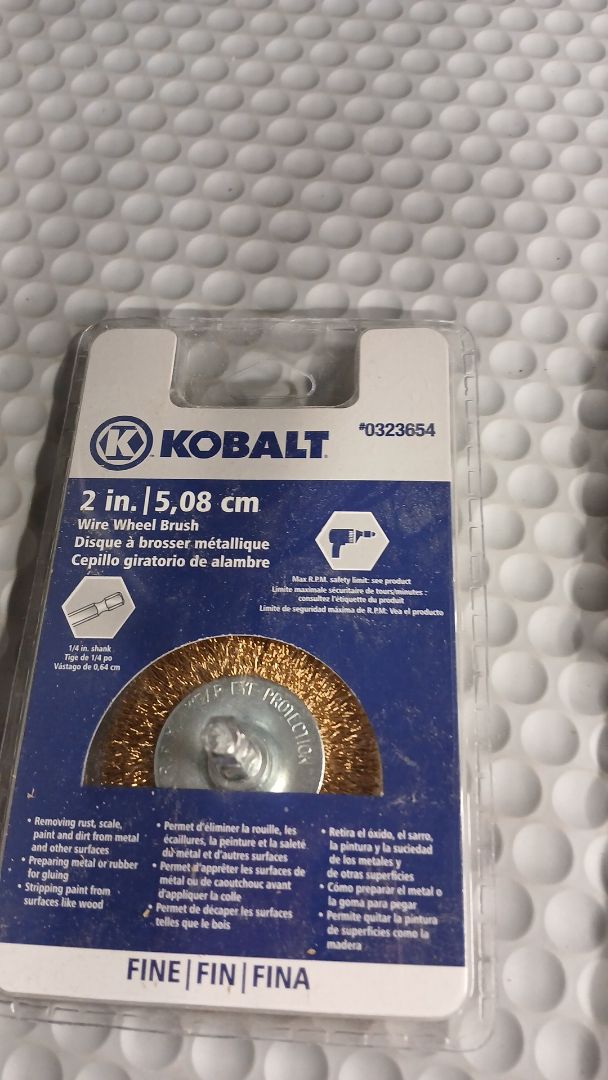 K KOBALT
#0323654
2 in. | 5,08 cm
Wire Wheel Brush
Disque à brosser métallique
Cepillo giratorio de alambre
Max R.P.M. safety limit: see product
Limite maximale sécuritaire de tours/minutes :
consultez l'étiquette du produit
Límite de seguridad máxima de R.P.M: Vea el producto
1/4 in. shank
Tige de 1/4 po
Vástago de 0,64 cm
EYE PROTECTION
• Removing rust, scale,
paint and dirt from metal
and other surfaces
• Preparing metal or rubber
for gluing
• Stripping paint from
surfaces like wood
• Permet d'éliminer la rouille, les
écaillures, la peinture et la saleté
du métal et d'autres surfaces
• Permet d'apprêter les surfaces de
métal ou de caoutchouc avant
d'appliquer la colle
• Permet de décaper les surfaces
telles que le bois
• Retira el óxido, el sarro,
la pintura y la suciedad
de los metales y
de otras superficies
• Cómo preparar el metal o
la goma para pegar
• Permite quitar la pintura
de superficies como la
madera
FINE | FIN | FINA